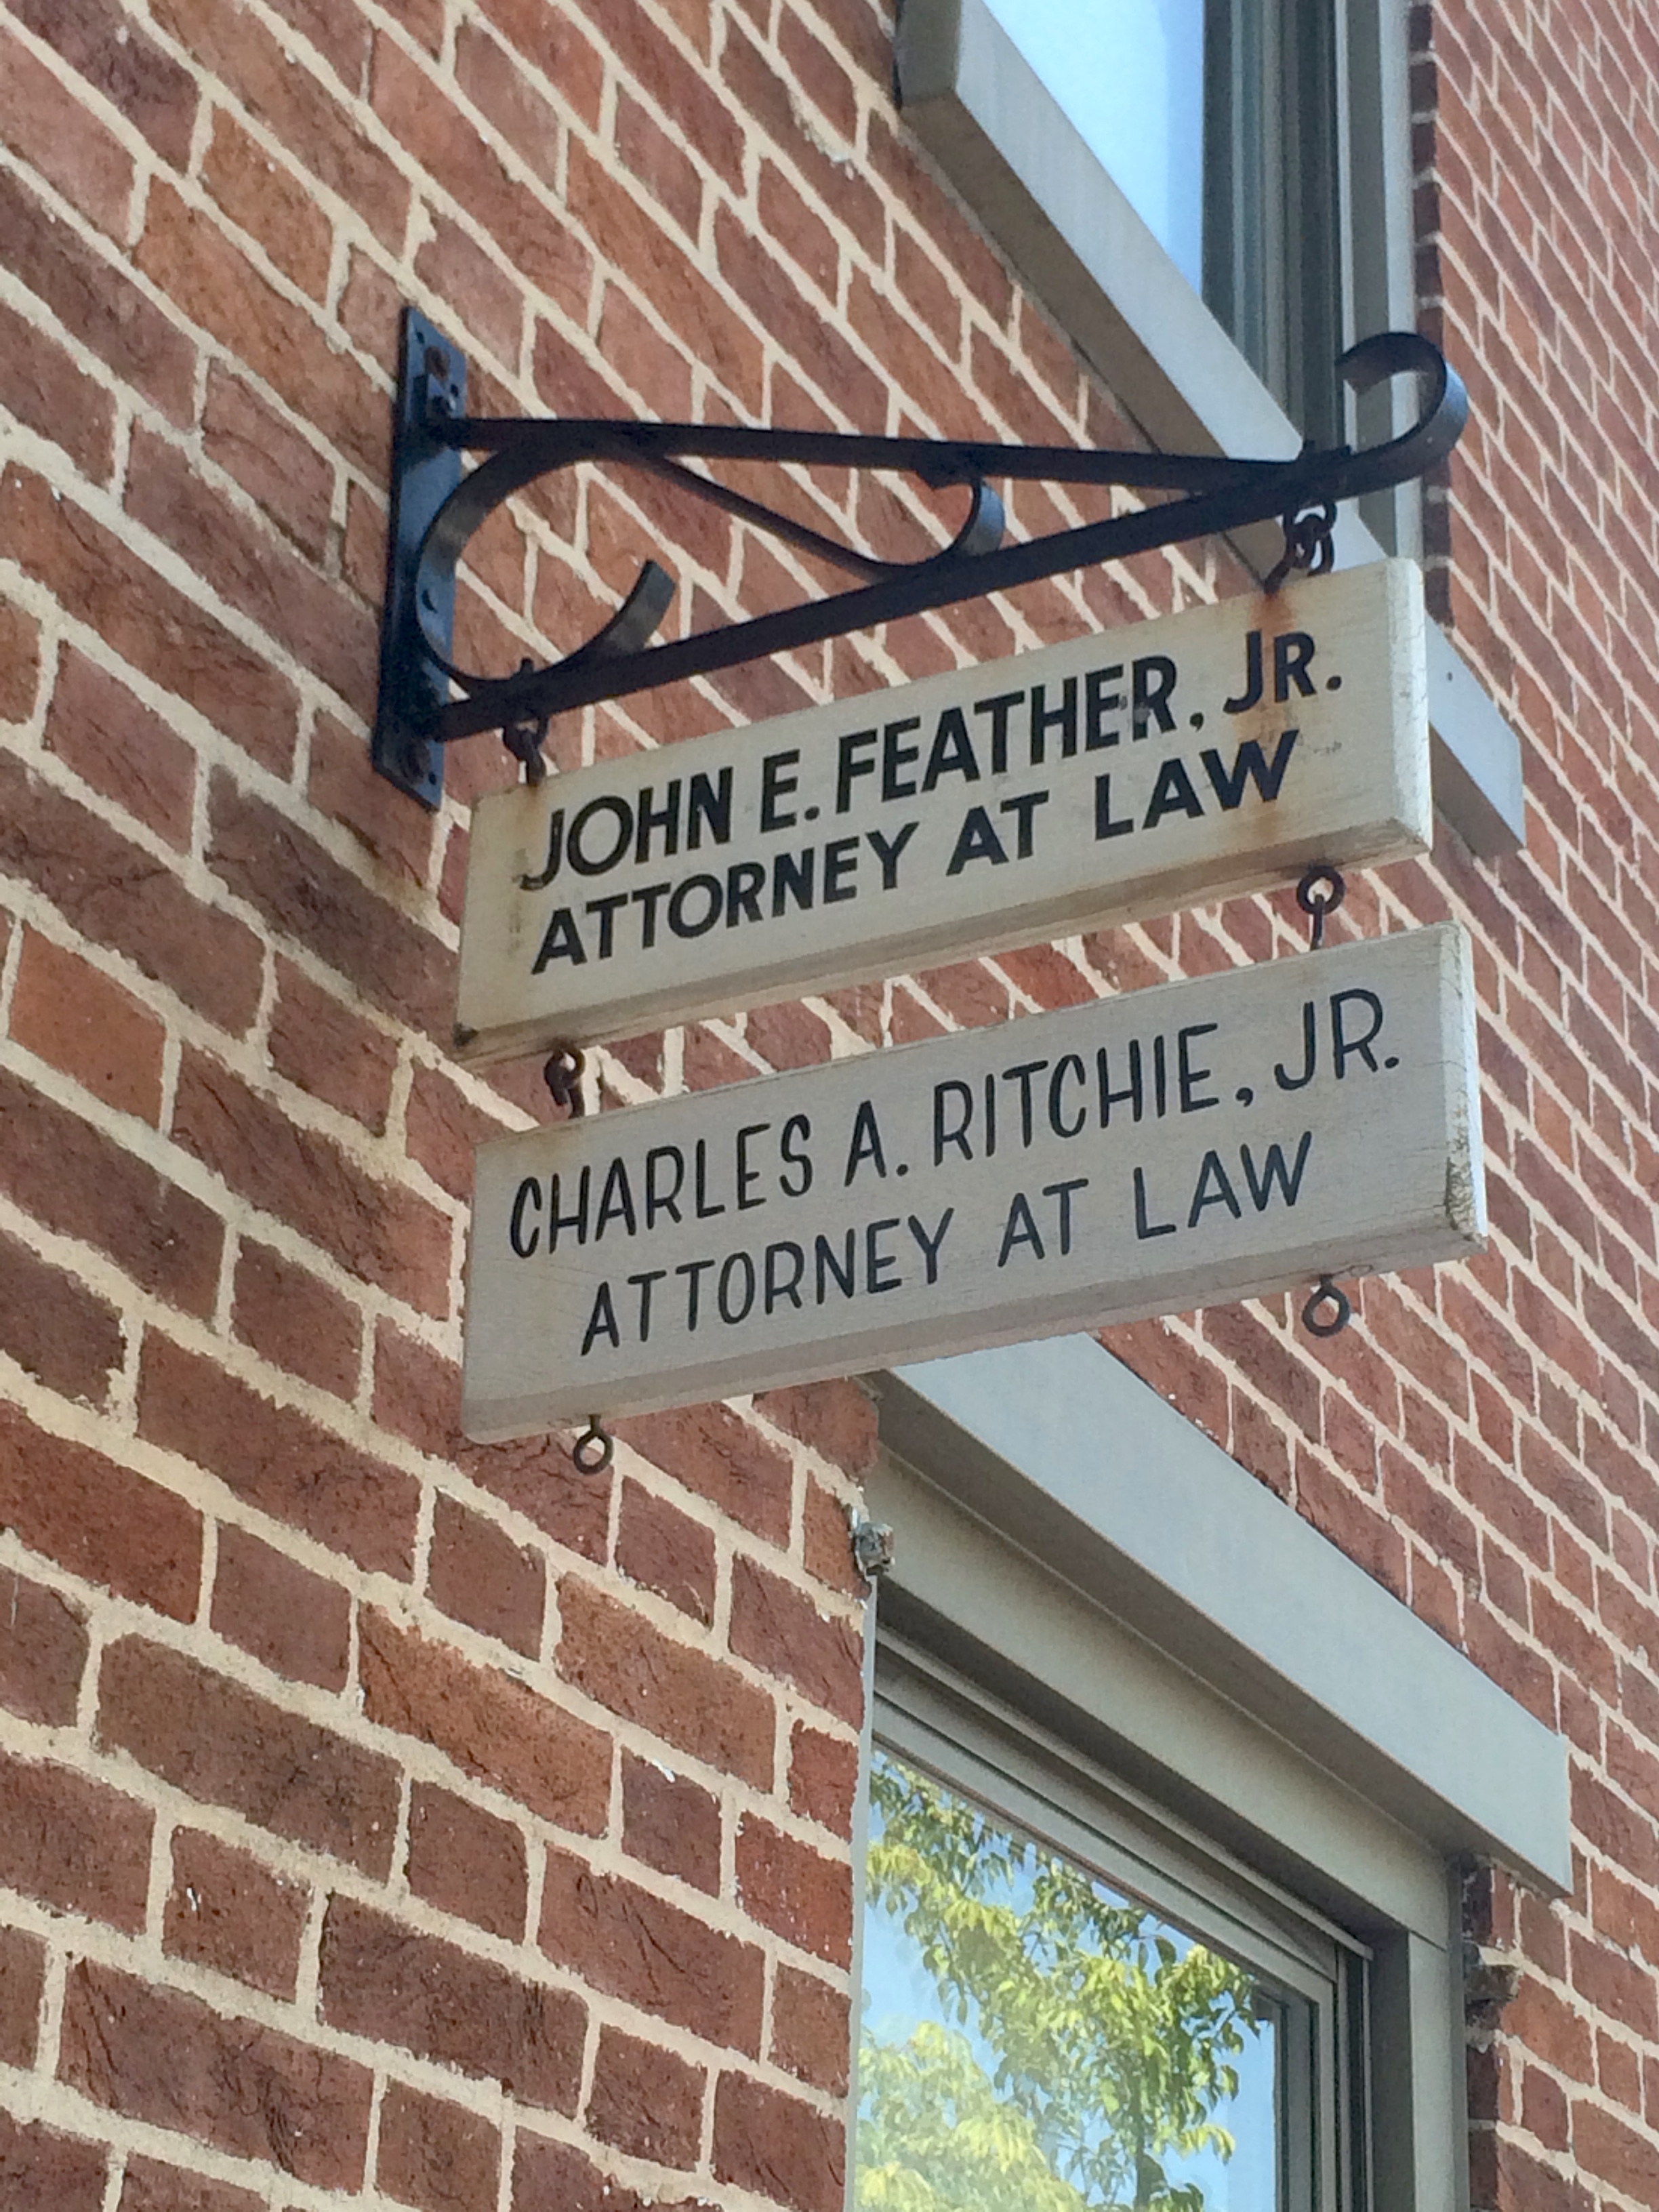 JOHN E. FEATHER, JR.
ATTORNEY AT LAW
CHARLES A. RITCHIE, JR.
ATTORNEY AT LAW